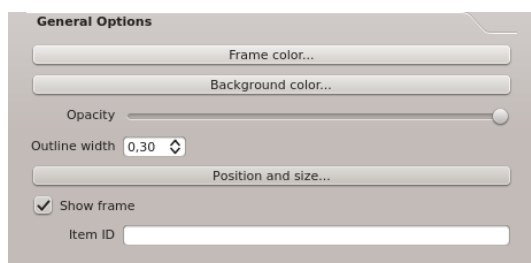 General Options
Frame color...
Background color...
Opacity
Outline width 0,30
Position and size...
Show frame
Item ID